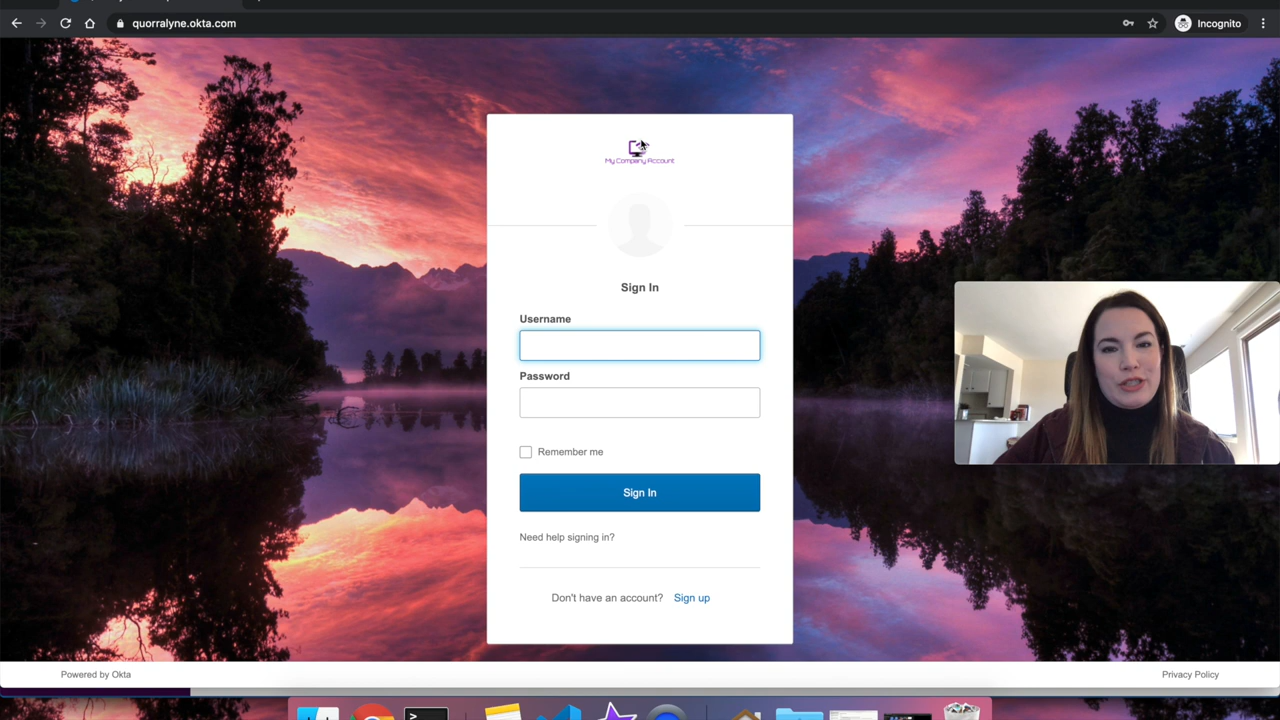 quorralyne.okta.com
Incognito
My Company Account
Sign In
Username
Password
Remember me
Sign In
Need help signing in?
Don't have an account? Sign up
Powered by Okta
Privacy Policy